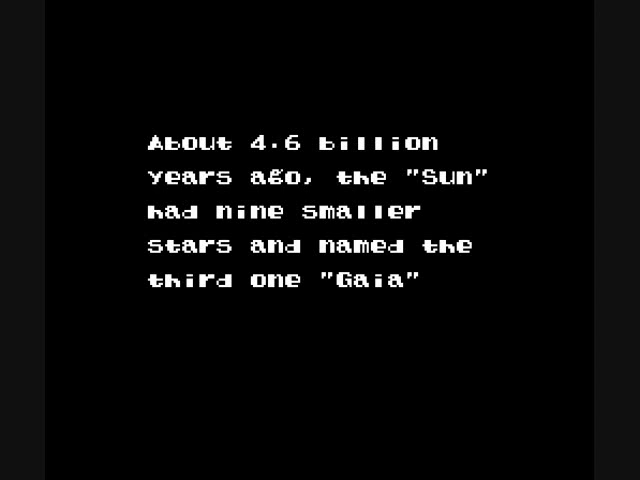 About 4.6 billion
years ago, the "Sun"
had nine smaller
stars and named the
third one "Gaia"